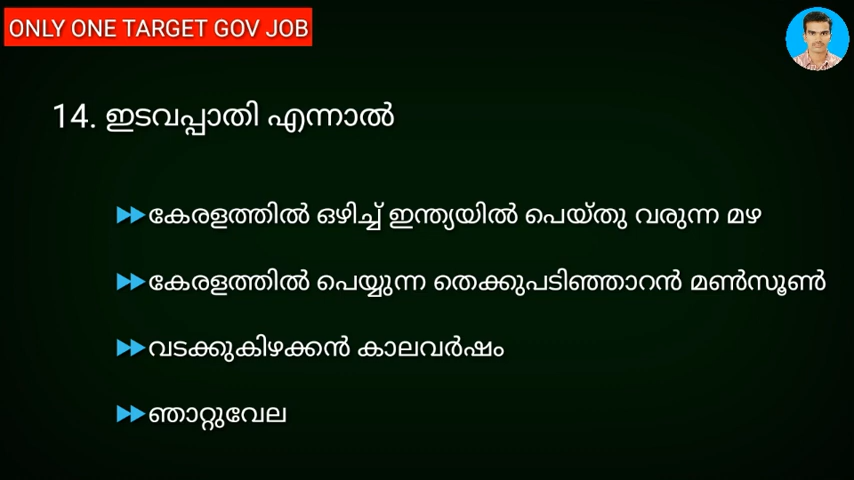 ONLY ONE TARGET GOV JOB
14. ഇടവപ്പാതി എന്നാൽ
കേരളത്തിൽ ഒഴിച്ച് ഇന്ത്യയിൽ പെയ്തു വരുന്ന മഴ
കേരളത്തിൽ പെയ്യുന്ന തെക്കുപടിഞ്ഞാറൻ മൺസൂൺ
വടക്കുകിഴക്കൻ കാലവർഷം
ഞാറ്റുവേല